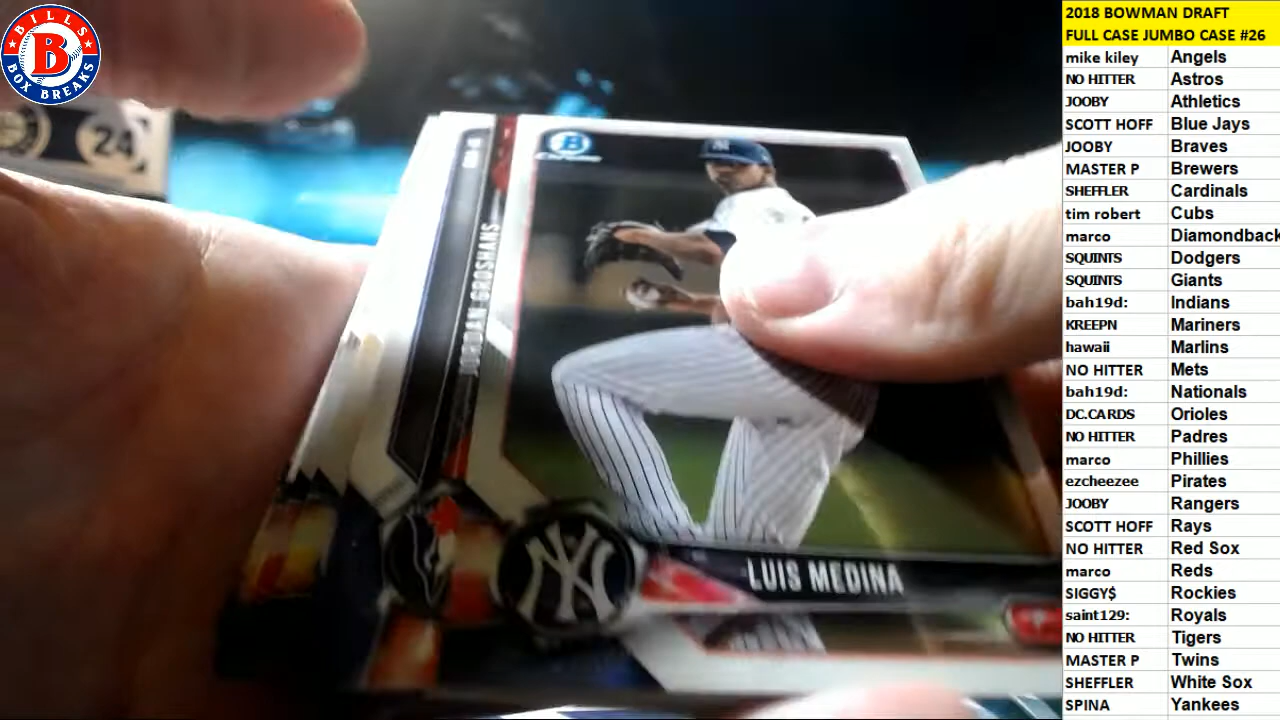 BILLS
B
BOX BREAKS
24
B
NY
JORDAN GROSHANS
NY
LUIS MEDINA
2018 BOWMAN DRAFT
FULL CASE JUMBO CASE #26
mike kiley Angels
NO HITTER Astros
JOOBY Athletics
SCOTT HOFF Blue Jays
JOOBY Braves
MASTER P Brewers
SHEFFLER Cardinals
tim robert Cubs
marco Diamondback
SQUINTS Dodgers
SQUINTS Giants
bah19d: Indians
KREEPN Mariners
hawaii Marlins
NO HITTER Mets
bah19d: Nationals
DC.CARDS Orioles
NO HITTER Padres
marco Phillies
ezcheezee Pirates
JOOBY Rangers
SCOTT HOFF Rays
NO HITTER Red Sox
marco Reds
SIGGY$ Rockies
saint129: Royals
NO HITTER Tigers
MASTER P Twins
SHEFFLER White Sox
SPINA Yankees